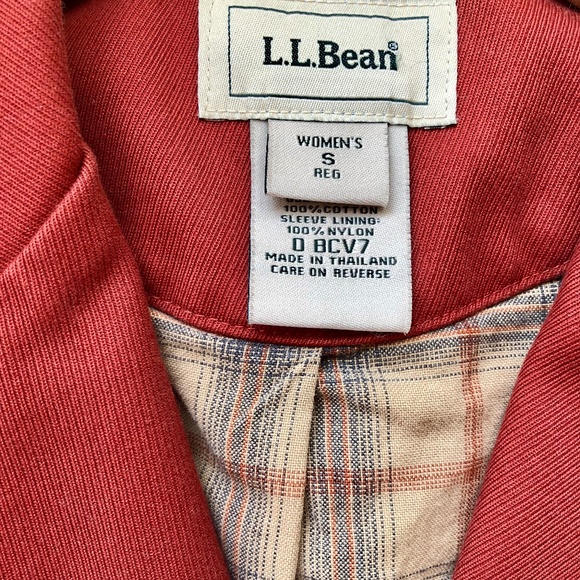 L.L.Bean®
WOMEN'S
S
REG
100% COTTON
SLEEVE LINING:
100% NYLON
0 BCV7
MADE IN THAILAND
CARE ON REVERSE